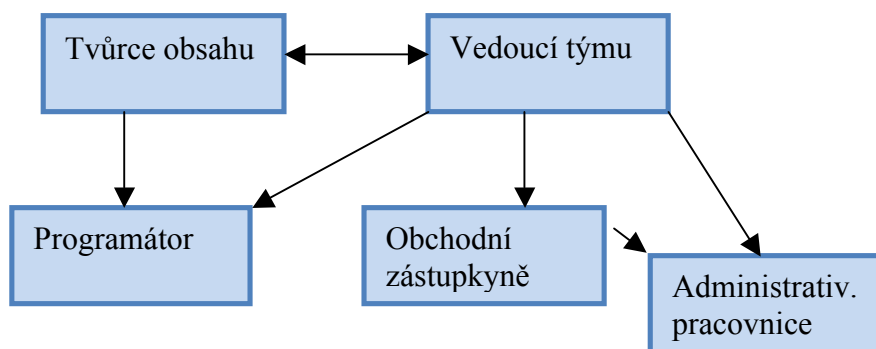 Tvůrce obsahu
Vedoucí týmu
Programátor
Obchodní
zástupkyně
Administrativ.
pracovnice